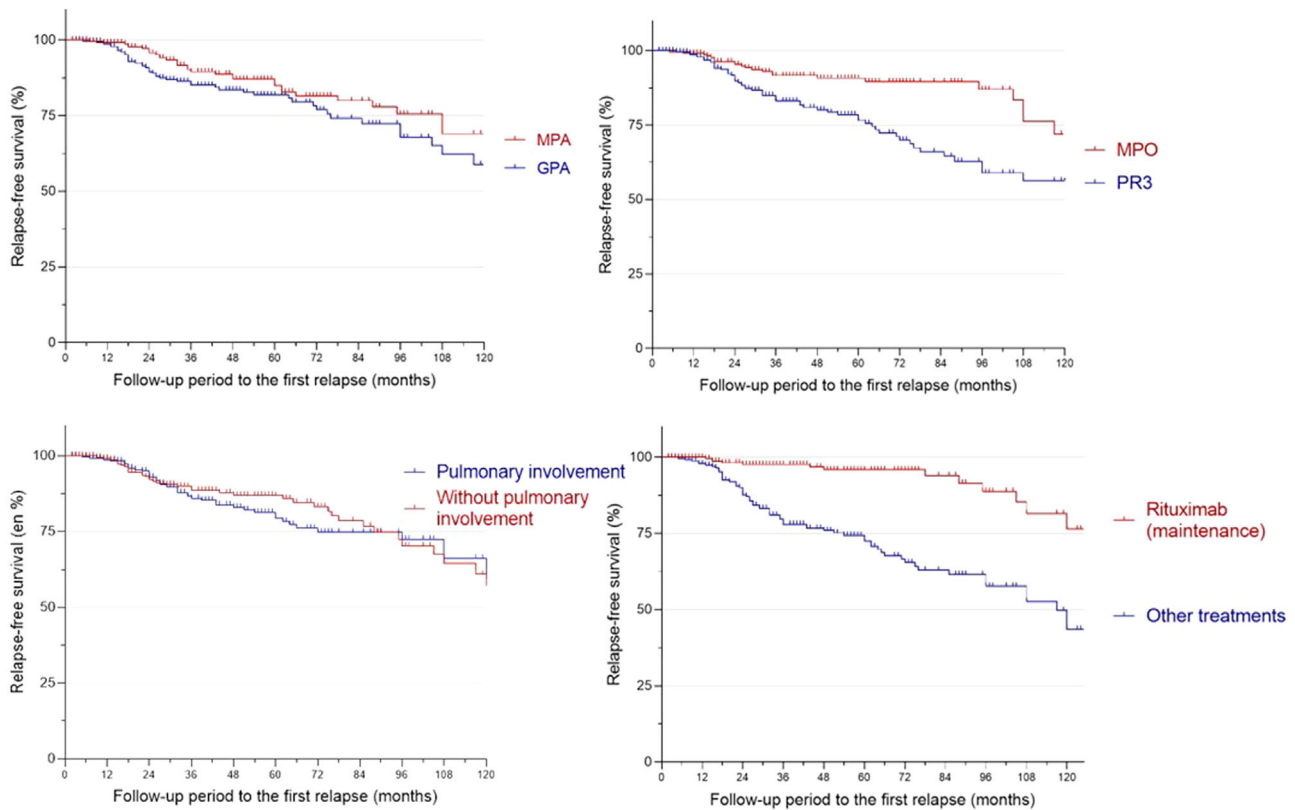 100
75
50
25
0
Relapse-free survival (%)
MPA
GPA
0 12 24 36 48 60 72 84 96 108 120
Follow-up period to the first relapse (months)
100
75
50
25
0
Relapse-free survival (%)
MPO
PR3
0 12 24 36 48 60 72 84 96 108 120
Follow-up period to the first relapse (months)
100
75
50
25
0
Relapse-free survival (en %)
Pulmonary involvement
Without pulmonary
involvement
0 12 24 36 48 60 72 84 96 108 120
Follow-up period to the first relapse (months)
100
75
50
25
0
Relapse-free survival (%)
Rituximab
(maintenance)
Other treatments
0 12 24 36 48 60 72 84 96 108 120
Follow-up period to the first relapse (months)